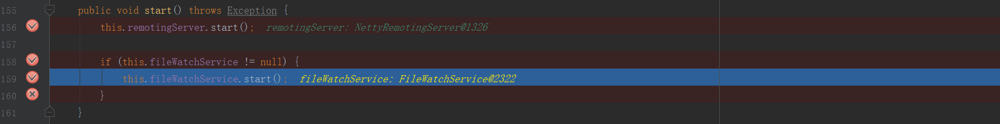 155 public void start() throws Exception {
156 this.remotingServer.start(); remotingServer: NettyRemotingServer@1326
157
158 if (this.fileWatchService != null) {
159 this.fileWatchService.start(); fileWatchService: FileWatchService@2322
160 }
161 }